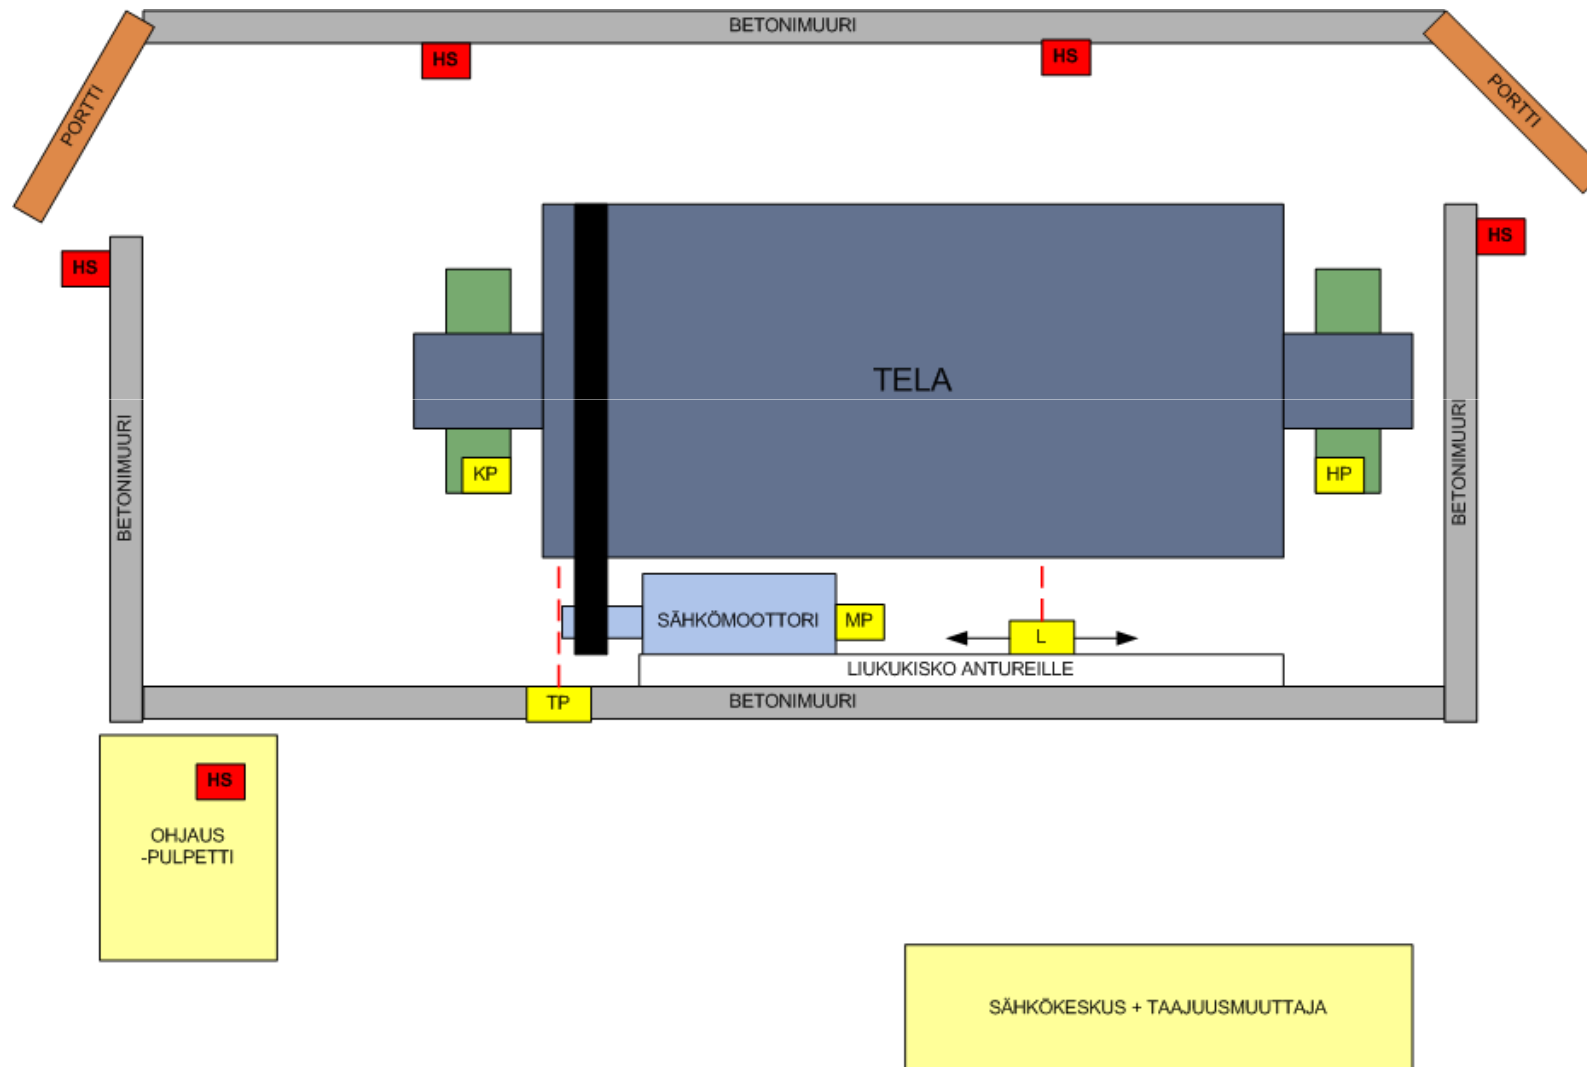 BETONIMUURI
HS
HS
PORTTI
PORTTI
HS
HS
TELA
BETONIMUURI
BETONIMUURI
KP
HP
SÄHKÖMOOTTORI
MP
L
LIUKUKISKO ANTUREILLE
TP
BETONIMUURI
HS
OHJAUS
-PULPETTI
SÄHKÖKESKUS + TAAJUUSMUUTTAJA